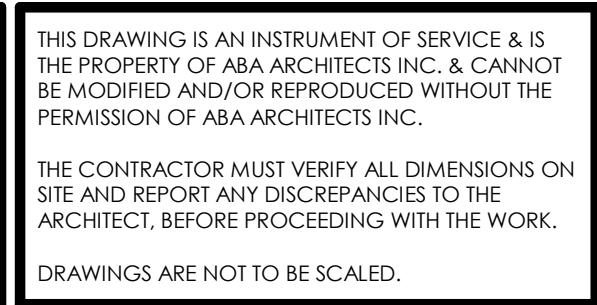 THIS DRAWING IS AN INSTRUMENT OF SERVICE & IS
THE PROPERTY OF ABA ARCHITECTS INC. & CANNOT
BE MODIFIED AND/OR REPRODUCED WITHOUT THE
PERMISSION OF ABA ARCHITECTS INC.
THE CONTRACTOR MUST VERIFY ALL DIMENSIONS ON
SITE AND REPORT ANY DISCREPANCIES TO THE
ARCHITECT, BEFORE PROCEEDING WITH THE WORK.
DRAWINGS ARE NOT TO BE SCALED.